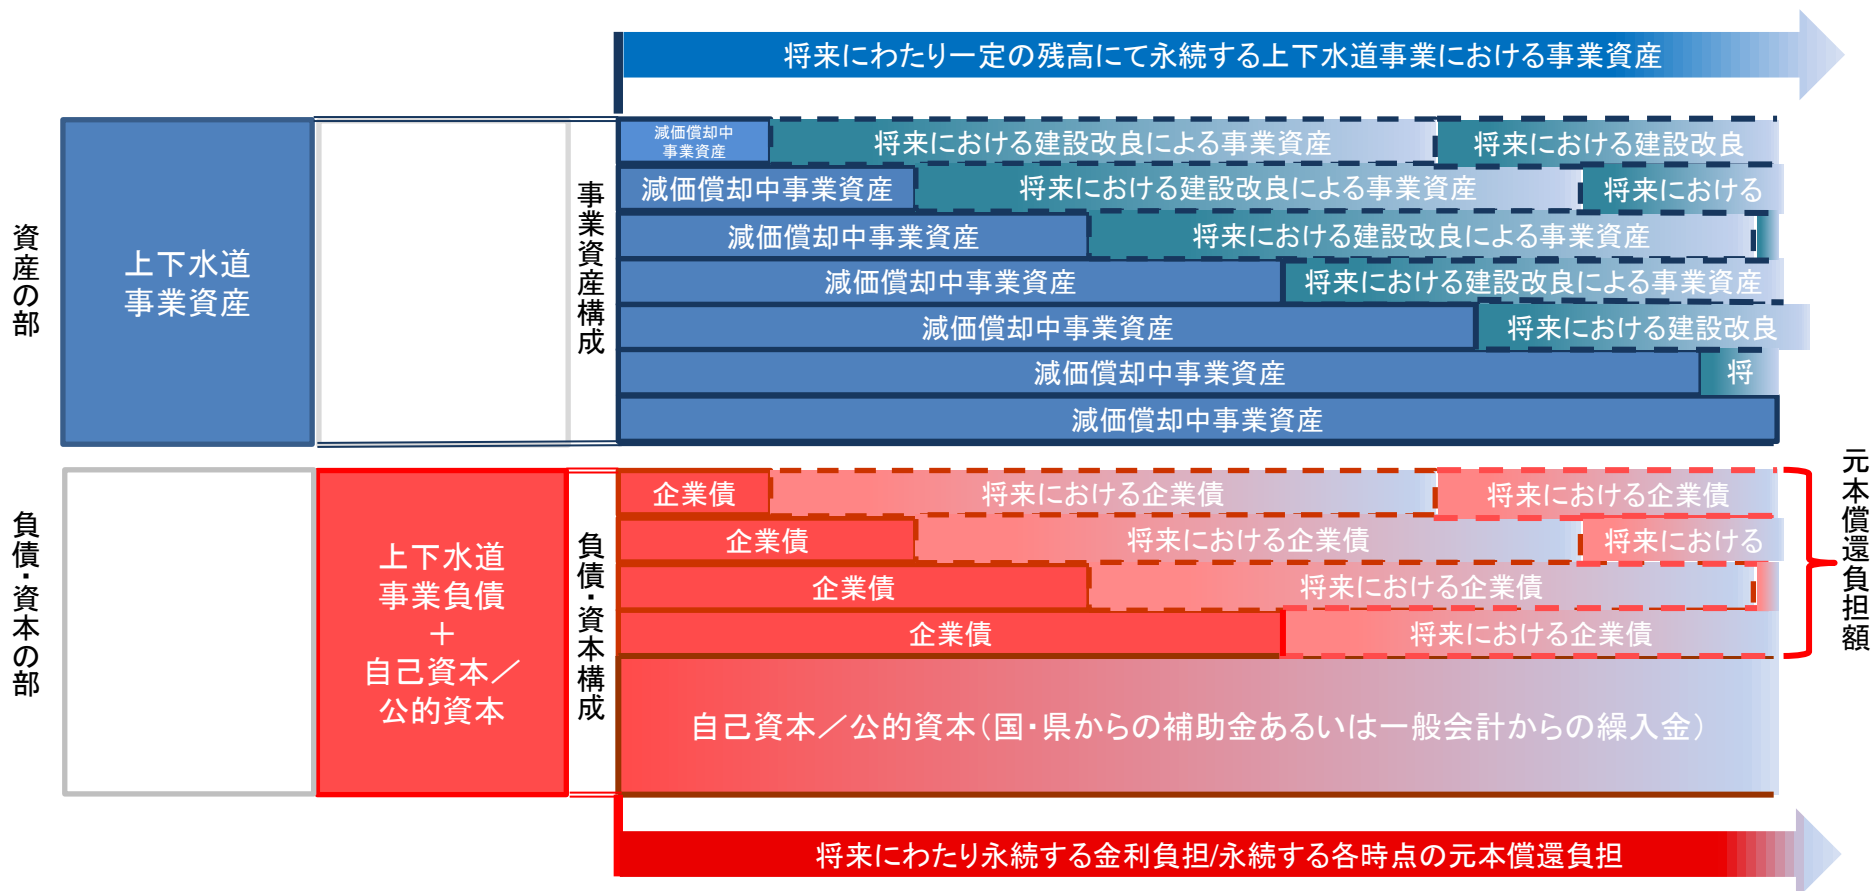 将来にわたり一定の残高にて永続する上下水道事業における事業資産
資産の部
上下水道
事業資産
事業資産構成
減価償却中
事業資産
将来における建設改良による事業資産
将来における建設改良
減価償却中事業資産
将来における建設改良による事業資産
将来における
減価償却中事業資産
将来における建設改良による事業資産
減価償却中事業資産
将来における建設改良による事業資産
減価償却中事業資産
将来における建設改良
減価償却中事業資産
将
減価償却中事業資産
負債・資本の部
上下水道
事業負債
＋
自己資本／
公的資本
負債・資本構成
企業債
将来における企業債
将来における企業債
企業債
将来における企業債
将来における
企業債
将来における企業債
企業債
将来における企業債
自己資本／公的資本（国・県からの補助金あるいは一般会計からの繰入金）
元本償還負担額
将来にわたり永続する金利負担/永続する各時点の元本償還負担